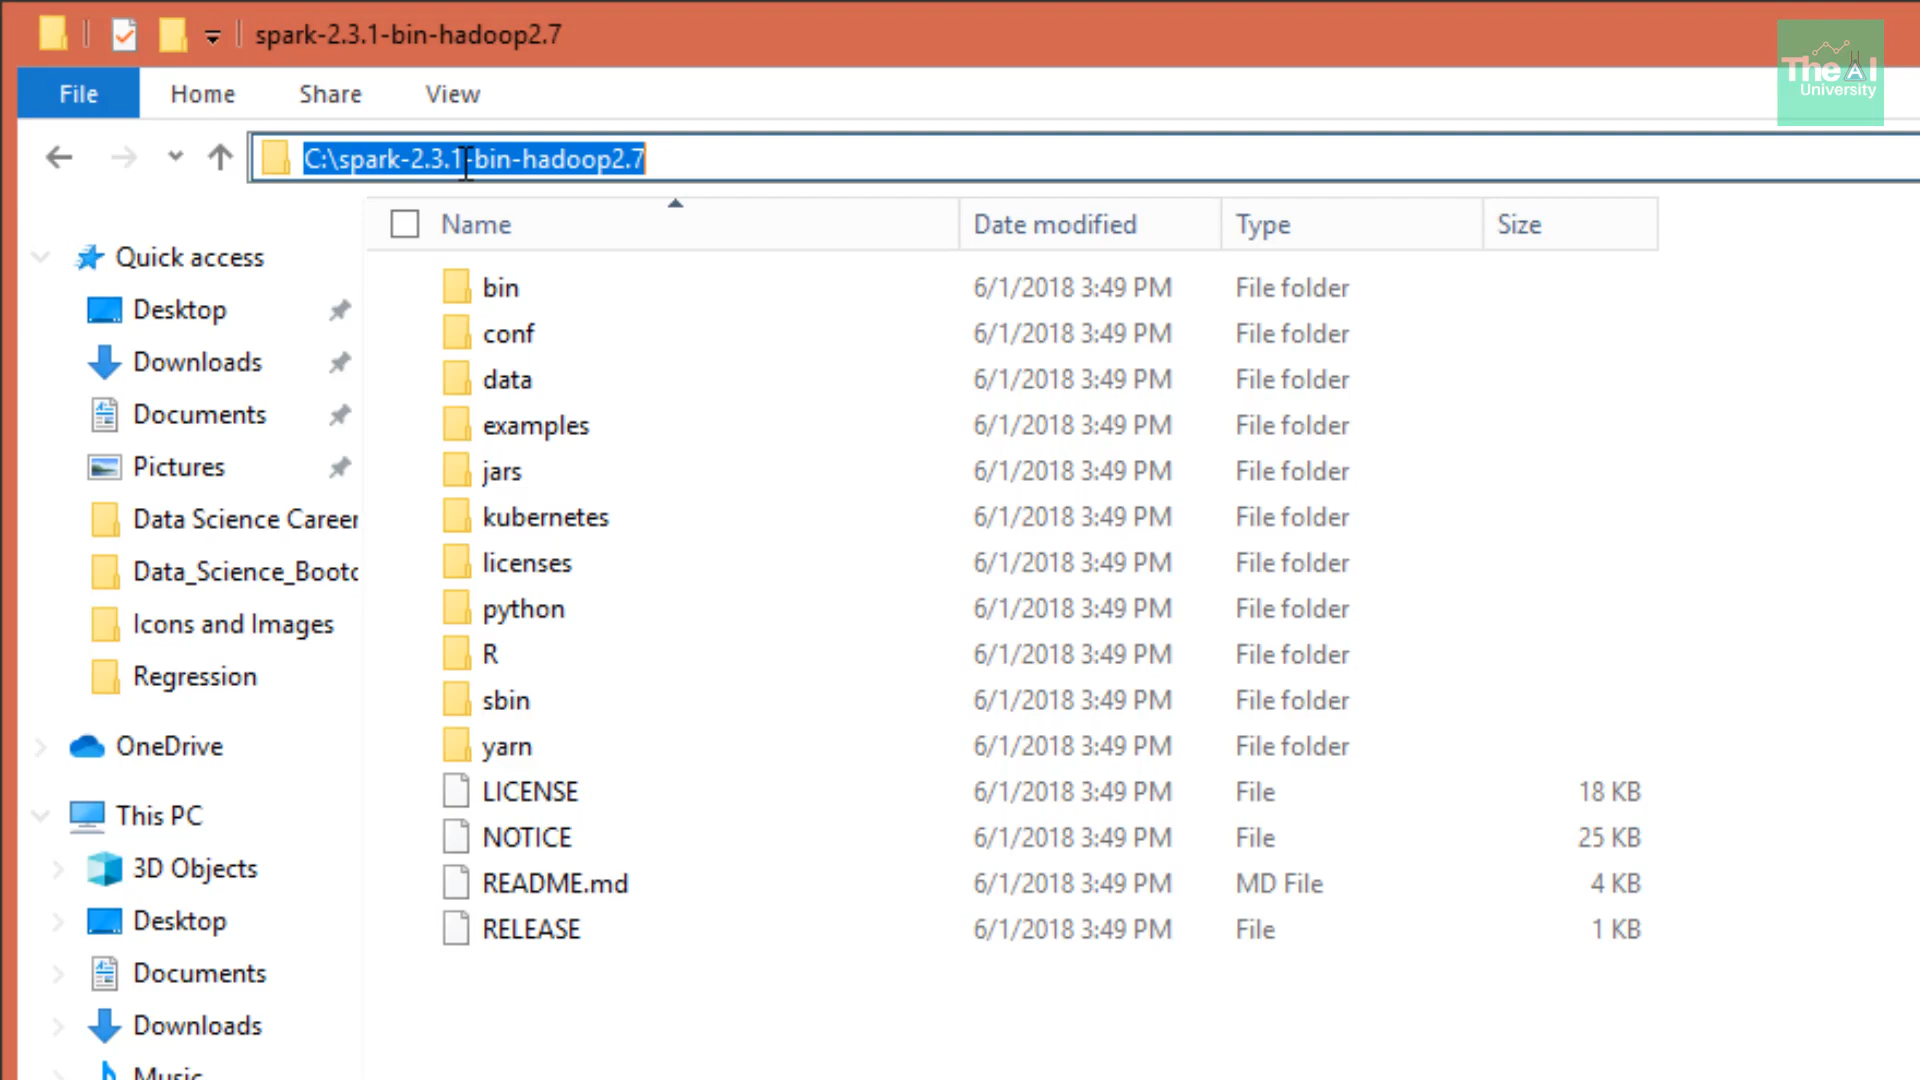 spark-2.3.1-bin-hadoop2.7
The AI
University
File Home Share View
C:\spark-2.3.1-bin-hadoop2.7
Name Date modified Type Size
Quick access
Desktop
Downloads
Documents
Pictures
Data Science Career
Data_Science_Bootc
Icons and Images
Regression
OneDrive
This PC
3D Objects
Desktop
Documents
Downloads
Music
bin 6/1/2018 3:49 PM File folder
conf 6/1/2018 3:49 PM File folder
data 6/1/2018 3:49 PM File folder
examples 6/1/2018 3:49 PM File folder
jars 6/1/2018 3:49 PM File folder
kubernetes 6/1/2018 3:49 PM File folder
licenses 6/1/2018 3:49 PM File folder
python 6/1/2018 3:49 PM File folder
R 6/1/2018 3:49 PM File folder
sbin 6/1/2018 3:49 PM File folder
yarn 6/1/2018 3:49 PM File folder
LICENSE 6/1/2018 3:49 PM File 18 KB
NOTICE 6/1/2018 3:49 PM File 25 KB
README.md 6/1/2018 3:49 PM MD File 4 KB
RELEASE 6/1/2018 3:49 PM File 1 KB